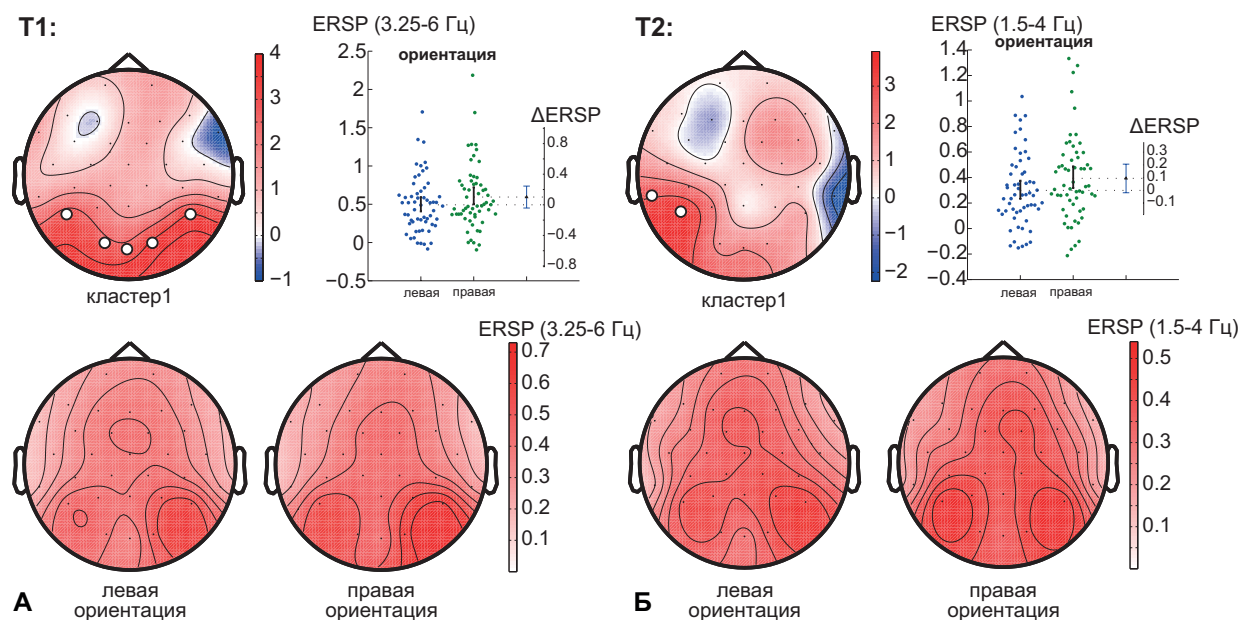 T1:
ERSP (3.25-6 Гц)
ориентация
4
3
2
1
0
−1
2.5
2
1.5
1
0.5
0
−0.5
ΔERSP
0.8
0.4
0
−0.4
−0.8
левая
правая
кластер1
T2:
ERSP (1.5-4 Гц)
ориентация
3
2
1
0
−1
−2
1.4
1.2
1
0.8
0.6
0.4
0.2
0
−0.2
−0.4
ΔERSP
0.3
0.2
0.1
0
−0.1
левая
правая
кластер1
ERSP (3.25-6 Гц)
0.7
0.6
0.5
0.4
0.3
0.2
0.1
левая
ориентация
правая
ориентация
А
ERSP (1.5-4 Гц)
0.5
0.4
0.3
0.2
0.1
левая
ориентация
правая
ориентация
Б